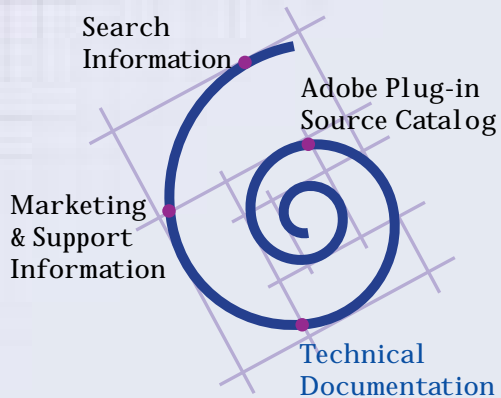 Search
Information
Adobe Plug-in
Source Catalog
Marketing
& Support
Information
Technical
Documentation